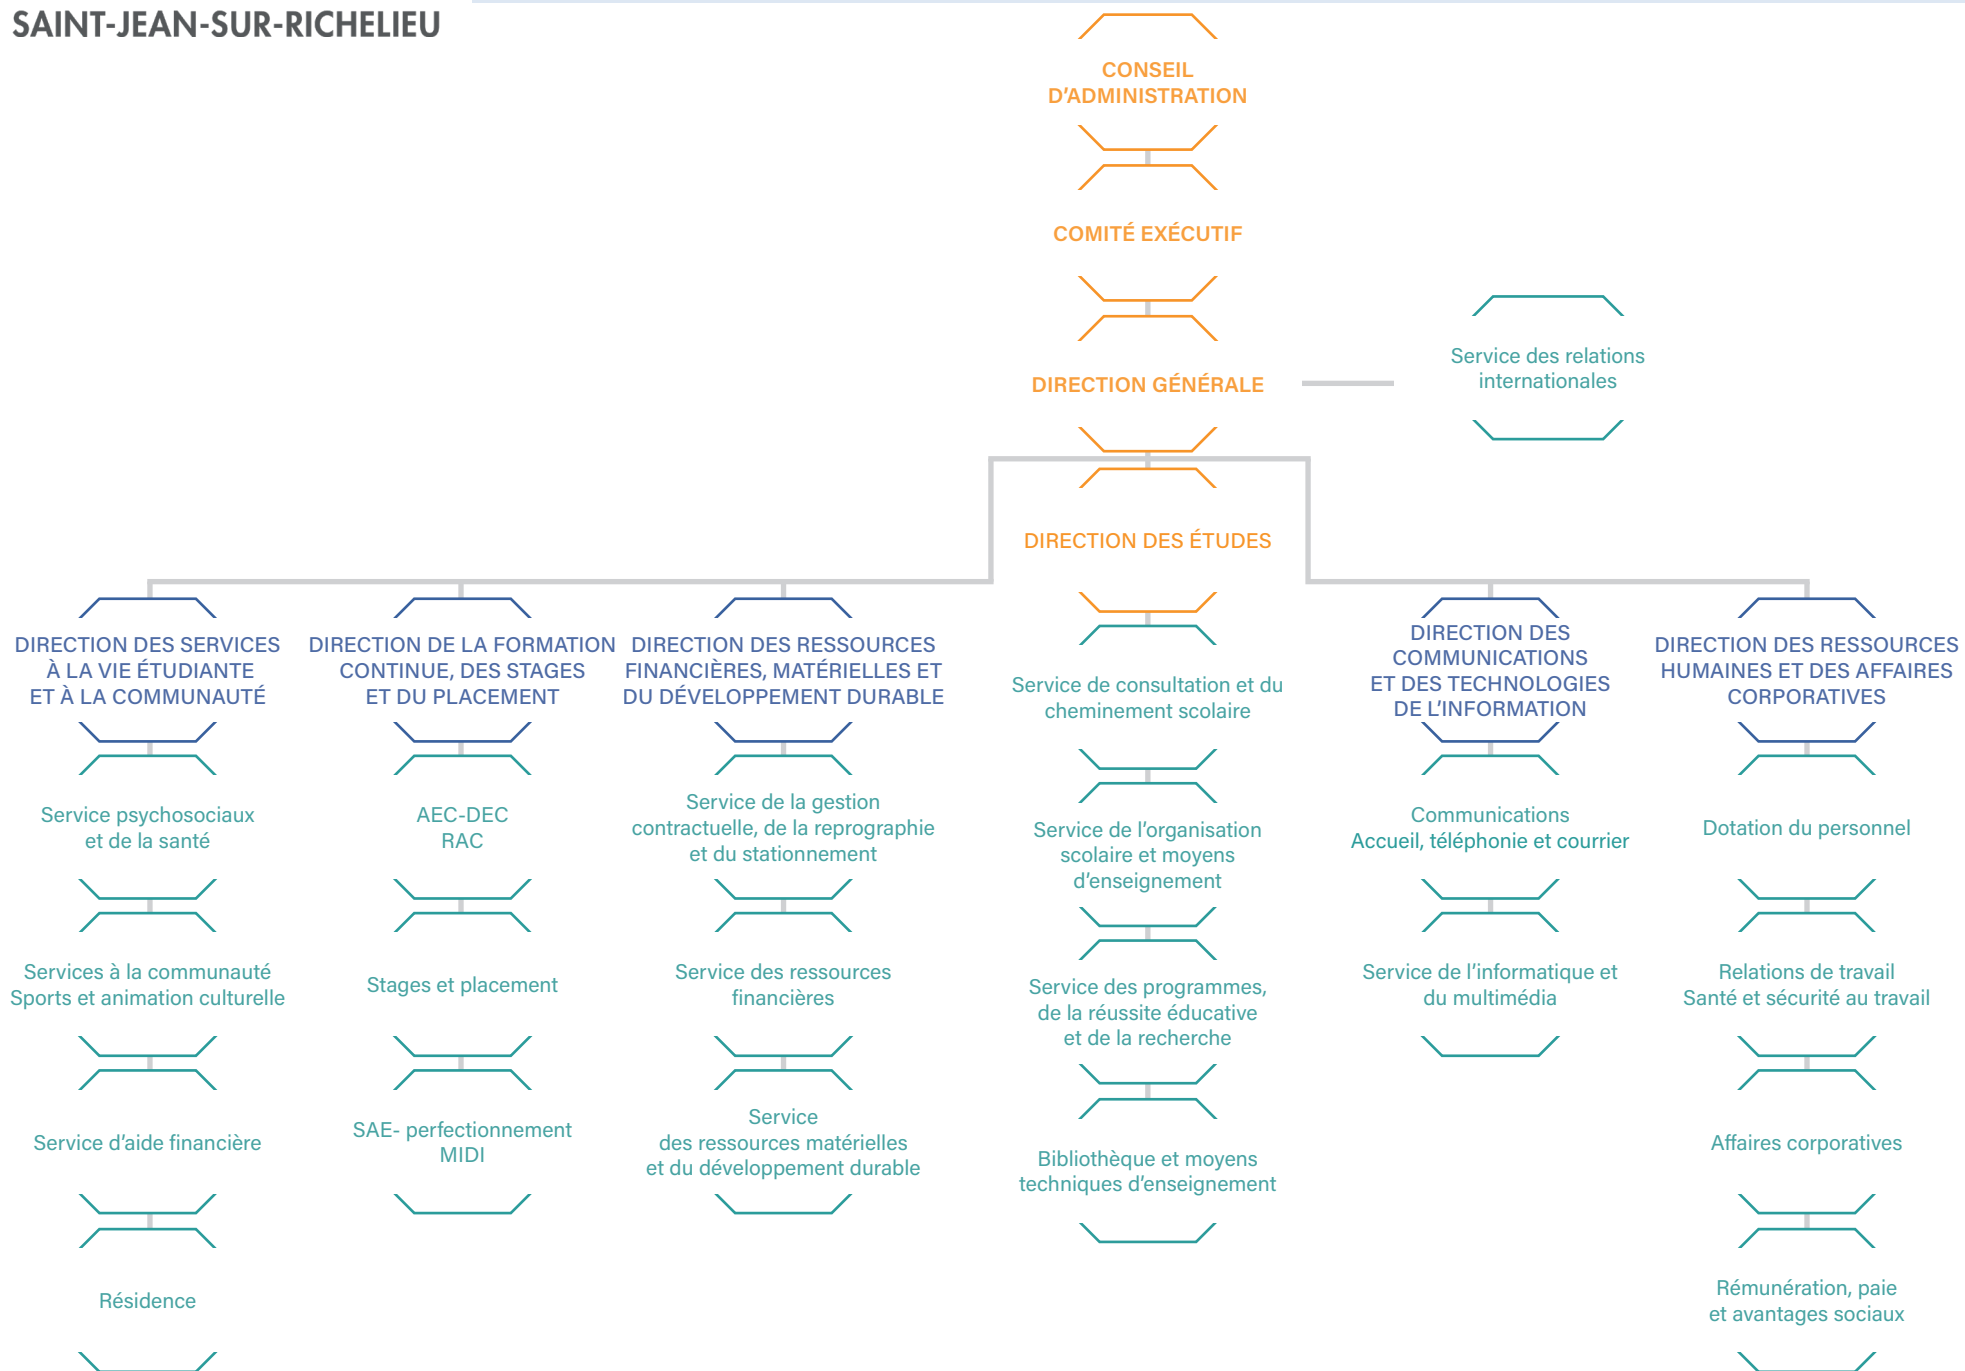 SAINT-JEAN-SUR-RICHELIEU
CONSEIL
D'ADMINISTRATION
COMITÉ EXÉCUTIF
DIRECTION GÉNÉRALE
Service des relations
internationales
DIRECTION DES ÉTUDES
DIRECTION DES SERVICES
À LA VIE ÉTUDIANTE
ET À LA COMMUNAUTÉ
Service psychosociaux
et de la santé
Services à la communauté
Sports et animation culturelle
Service d'aide financière
Résidence
DIRECTION DE LA FORMATION
CONTINUE, DES STAGES
ET DU PLACEMENT
AEC-DEC
RAC
Stages et placement
SAE- perfectionnement
MIDI
DIRECTION DES RESSOURCES
FINANCIÈRES, MATÉRIELLES ET
DU DÉVELOPPEMENT DURABLE
Service de la gestion
contractuelle, de la reprographie
et du stationnement
Service des ressources
financières
Service
des ressources matérielles
et du développement durable
Service de consultation et du
cheminement scolaire
Service de l'organisation
scolaire et moyens
d'enseignement
Service des programmes,
de la réussite éducative
et de la recherche
Bibliothèque et moyens
techniques d'enseignement
DIRECTION DES
COMMUNICATIONS
ET DES TECHNOLOGIES
DE L'INFORMATION
Communications
Accueil, téléphonie et courrier
Service de l'informatique et
du multimédia
DIRECTION DES RESSOURCES
HUMAINES ET DES AFFAIRES
CORPORATIVES
Dotation du personnel
Relations de travail
Santé et sécurité au travail
Affaires corporatives
Rémunération, paie
et avantages sociaux